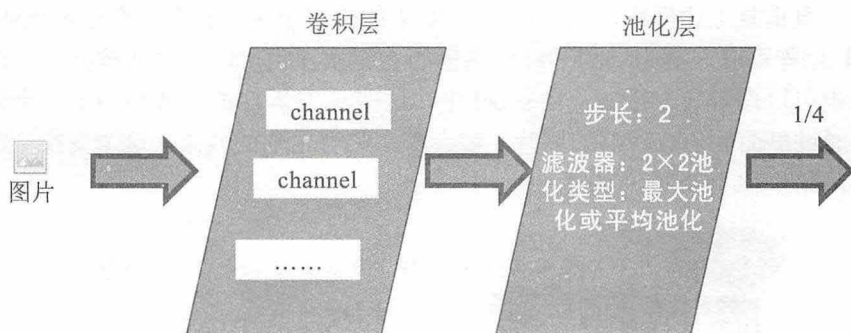 卷积层
池化层
channel
channel
……
图片
步长：2
滤波器：2×2池
化类型：最大池
化或平均池化
1/4